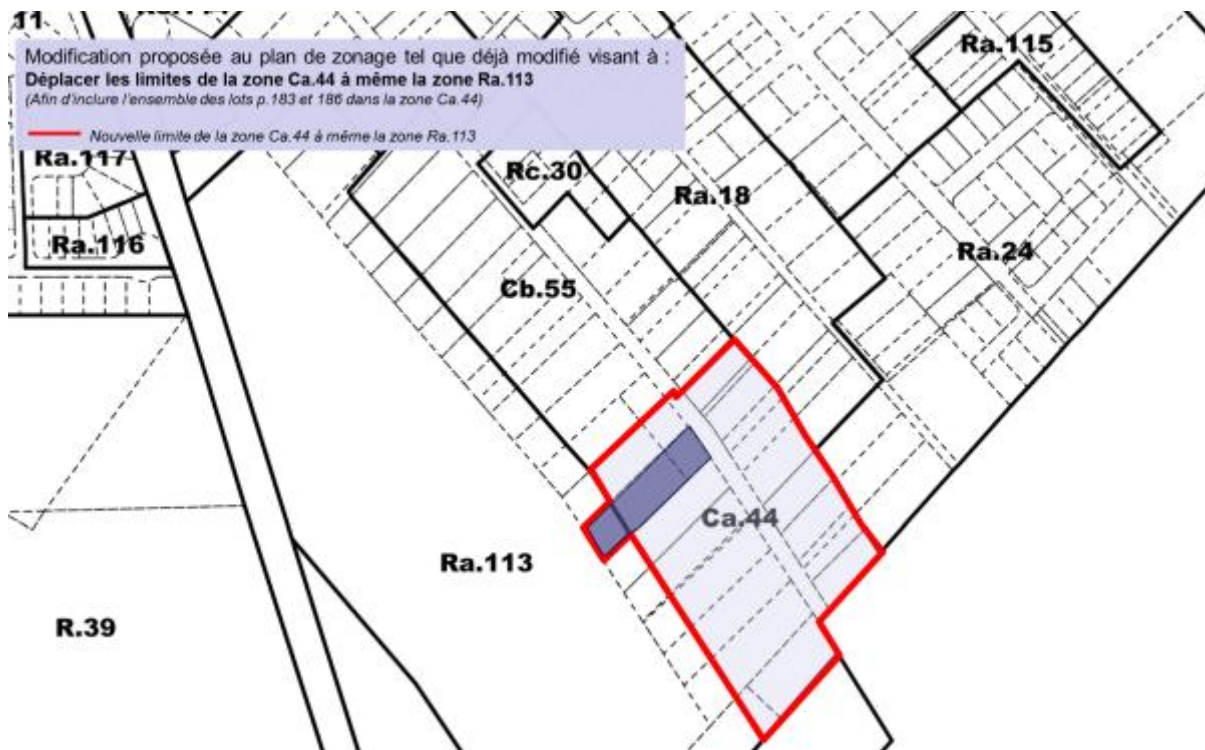 11
Modification proposée au plan de zonage tel que déjà modifié visant à :
Déplacer les limites de la zone Ca.44 à même la zone Ra.113
(Afin d'inclure l'ensemble des lots p.183 et 186 dans la zone Ca.44)
Nouvelle limite de la zone Ca.44 à même la zone Ra.113
Ra.115
Ra.117
Rc.30
Ra.18
Ra.116
Ra.24
Cb.55
Ca.44
Ra.113
R.39